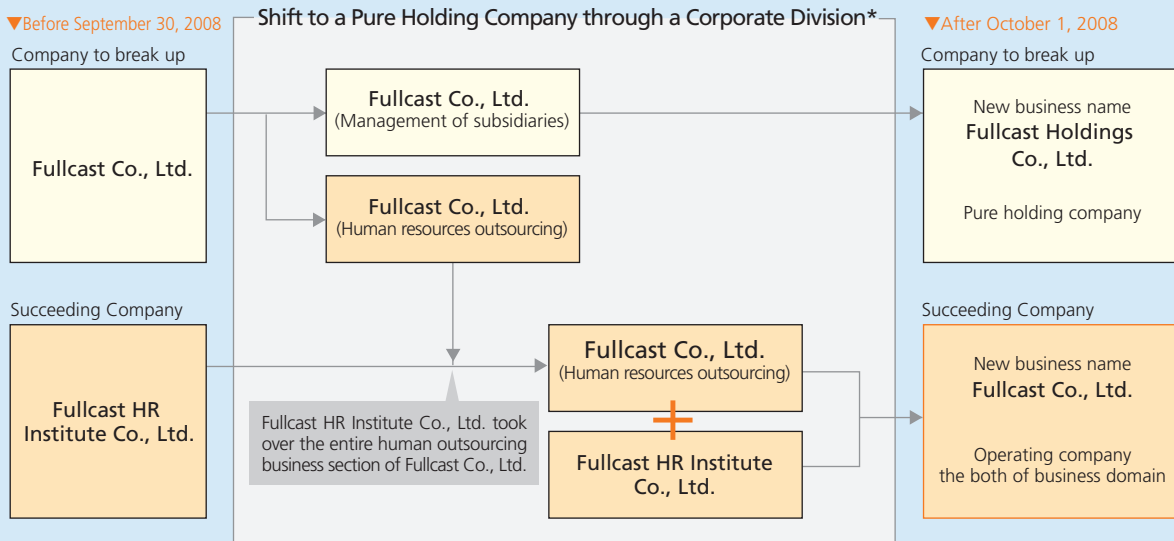 Shift to a Pure Holding Company through a Corporate Division*
▼Before September 30, 2008
Company to break up
Fullcast Co., Ltd.
Succeeding Company
Fullcast HR
Institute Co., Ltd.
Fullcast Co., Ltd.
(Management of subsidiaries)
Fullcast Co., Ltd.
(Human resources outsourcing)
Fullcast HR Institute Co., Ltd. took
over the entire human outsourcing
business section of Fullcast Co., Ltd.
Fullcast Co., Ltd.
(Human resources outsourcing)
+
Fullcast HR Institute
Co., Ltd.
▼After October 1, 2008
Company to break up
New business name
Fullcast Holdings
Co., Ltd.
Pure holding company
Succeeding Company
New business name
Fullcast Co., Ltd.
Operating company
the both of business domain